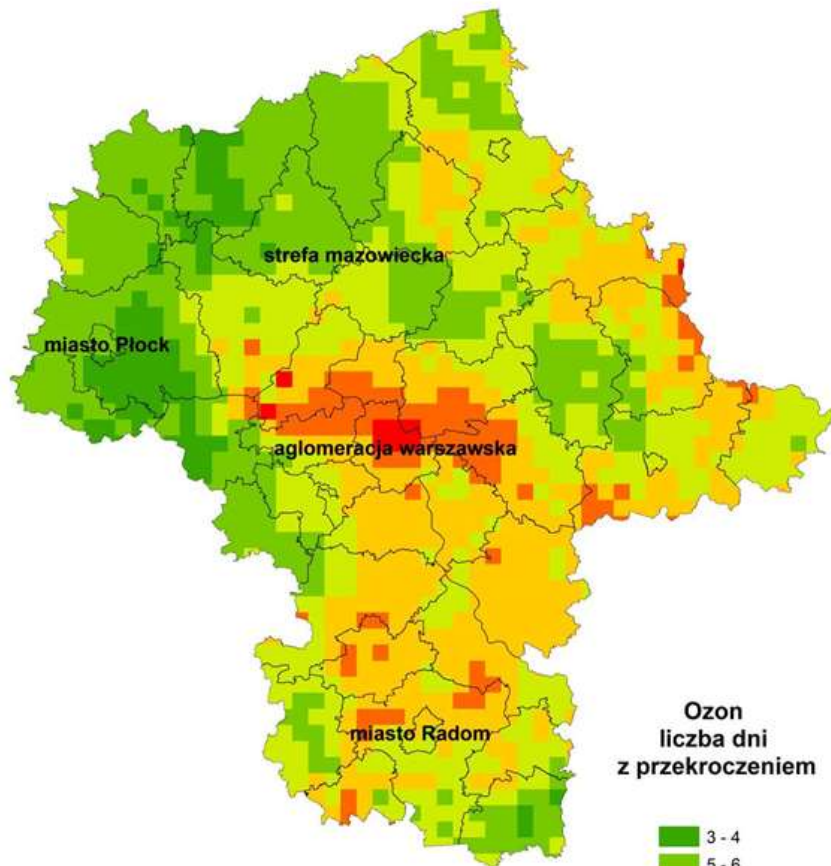 strefa mazowiecka
miasto Płock
aglomeracja warszawska
miasto Radom
Ozon
liczba dni
z przekroczeniem
3 - 4
5 - 6